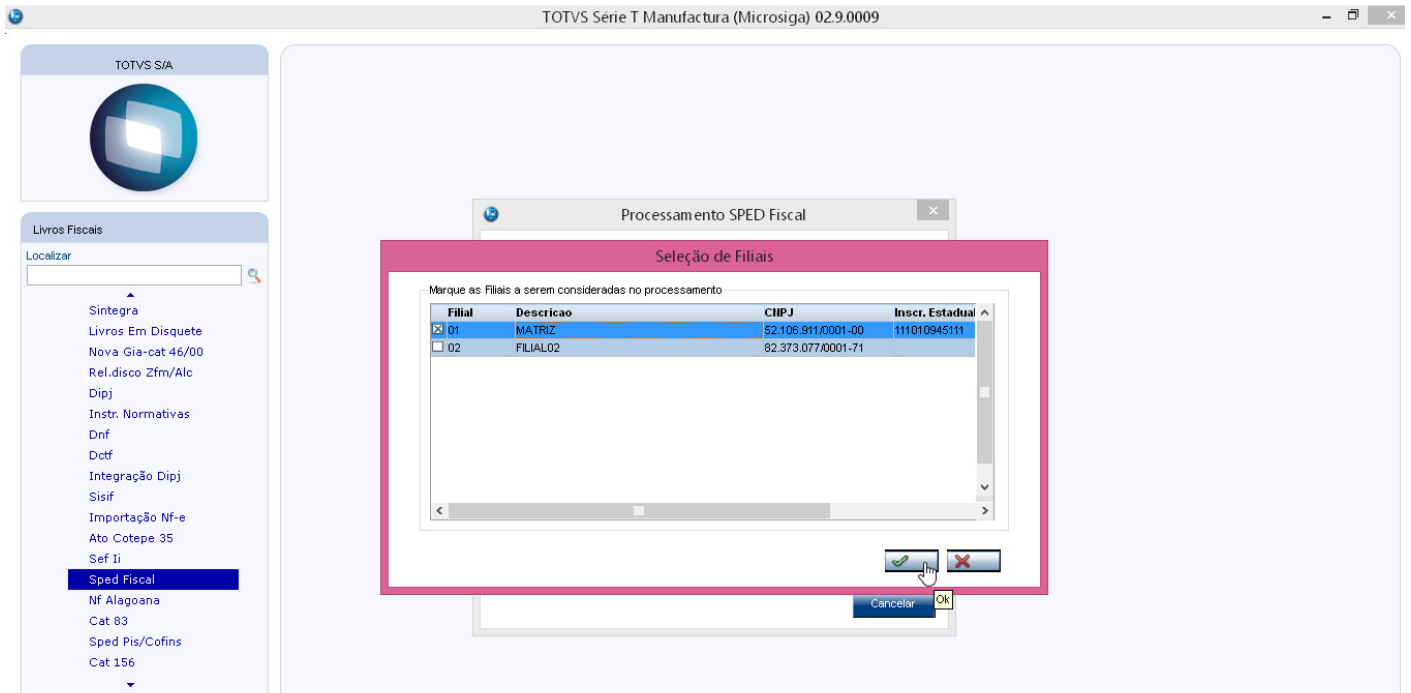 TOTVS Série T Manufactura (Microsiga) 02.9.0009
TOTVS S/A
Livros Fiscais
Localizar
Sintegra
Livros Em Disquete
Nova Gia-cat 46/00
Rel.disco Zfm/Alc
Dipj
Instr. Normativas
Dnf
Dctf
Integração Dipj
Sisif
Importação Nf-e
Ato Cotepe 35
Sef Ii
Sped Fiscal
Nf Alagoana
Cat 83
Sped Pis/Cofins
Cat 156
Processamento SPED Fiscal
Seleção de Filiais
Marque as Filiais a serem consideradas no processamento
Filial Descricao CNPJ Inscr. Estadual
01 MATRIZ 52.106.911/0001-00 111010945111
02 FILIAL02 82.373.077/0001-71
Cancelar
Ok